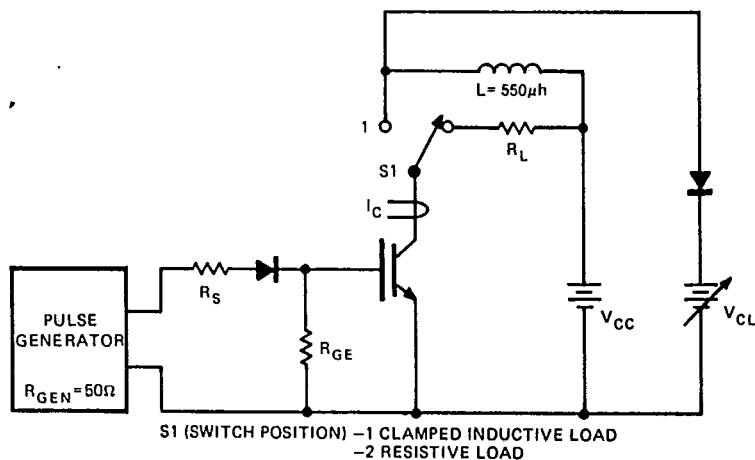 L= 550μh
1
R_L
S1
I_C
R_S
PULSE
GENERATOR
R_GE
V_CC
V_CL
R_GEN=50Ω
S1 (SWITCH POSITION) –1 CLAMPED INDUCTIVE LOAD
–2 RESISTIVE LOAD